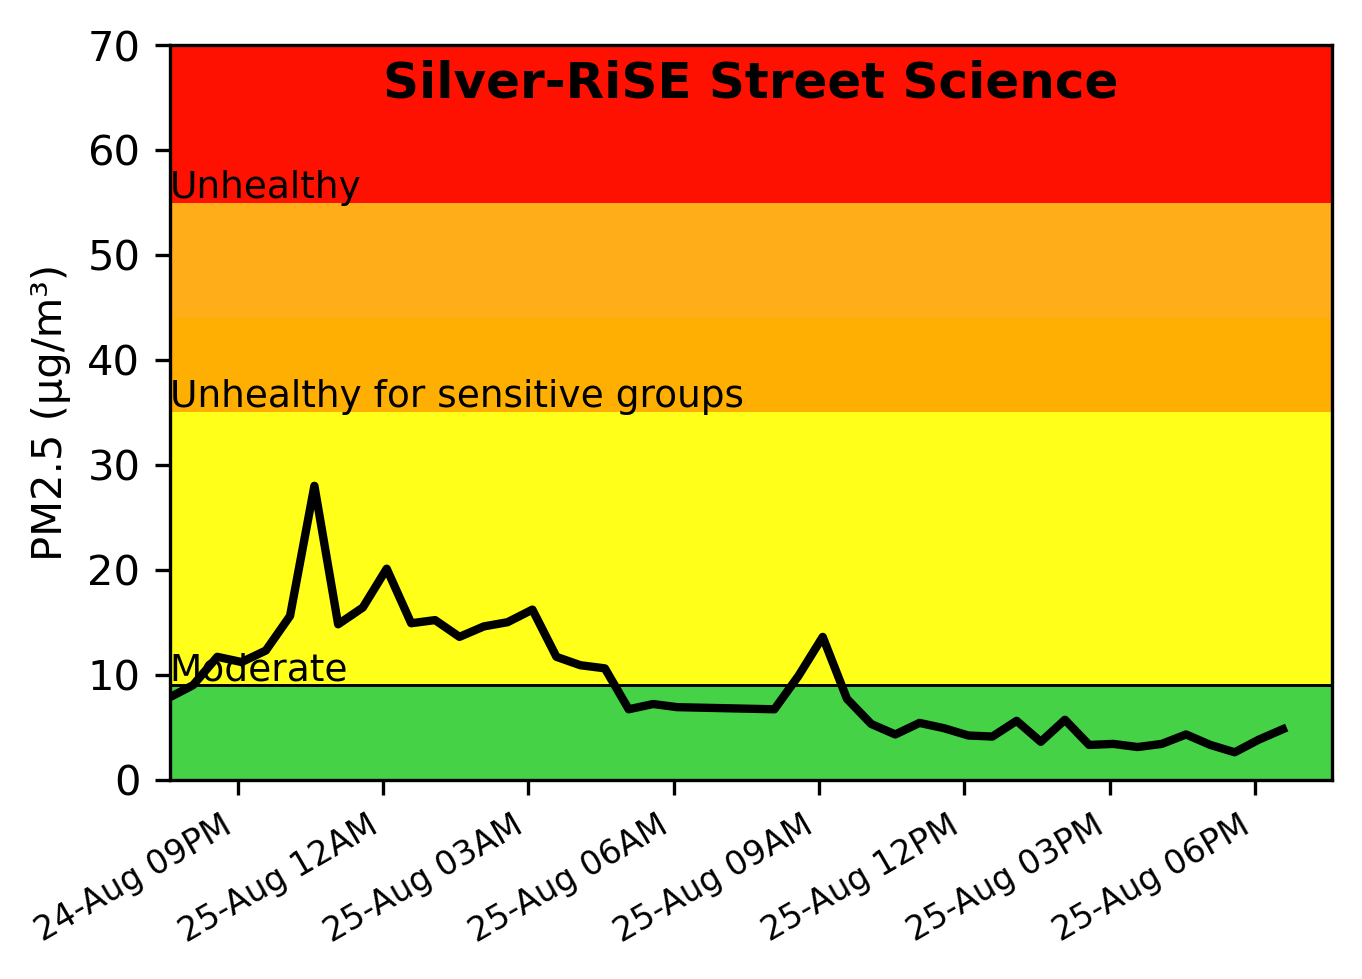 Silver-RiSE Street Science
70
60
50
40
30
20
10
0
PM2.5 (µg/m³)
Unhealthy
Unhealthy for sensitive groups
Moderate
24-Aug 09PM
25-Aug 12AM
25-Aug 03AM
25-Aug 06AM
25-Aug 09AM
25-Aug 12PM
25-Aug 03PM
25-Aug 06PM